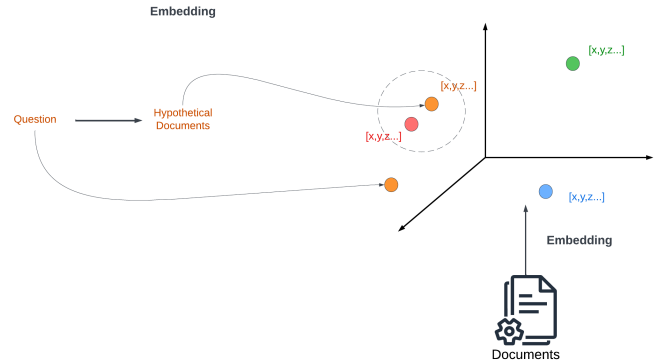 Embedding
[x,y,z...]
[x,y,z...]
Question
Hypothetical
Documents
[x,y,z...]
[x,y,z...]
Embedding
Documents